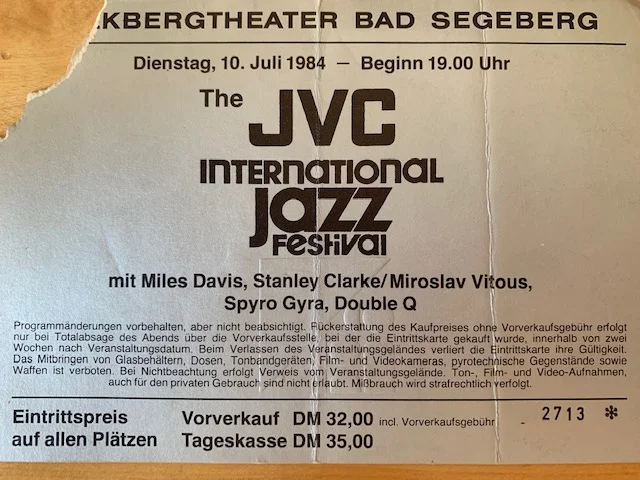 LKBERGTHEATER BAD SEGEBERG
Dienstag, 10. Juli 1984 — Beginn 19.00 Uhr
The JVC
INTERNATIONAL
Jazz
Festival
mit Miles Davis, Stanley Clarke/Miroslav Vitous,
Spyro Gyra, Double Q
Programmänderungen vorbehalten, aber nicht beabsichtigt. Rückerstattung des Kaufpreises ohne Vorverkaufsgebühr erfolgt
nur bei Totalabsage des Abends über die Vorverkaufsstelle, bei der die Eintrittskarte gekauft wurde, innerhalb von zwei
Wochen nach Veranstaltungsdatum. Beim Verlassen des Veranstaltungsgeländes verliert die Eintrittskarte ihre Gültigkeit.
Das Mitbringen von Glasbehältern, Dosen, Tonbandgeräten, Film- und Videokameras, pyrotechnische Gegenstände sowie
Waffen ist verboten. Bei Nichtbeachtung erfolgt Verweis vom Veranstaltungsgelände. Ton-, Film- und Video-Aufnahmen,
auch für den privaten Gebrauch sind nicht erlaubt. Mißbrauch wird strafrechtlich verfolgt.
Eintrittspreis Vorverkauf DM 32,00 incl. Vorverkaufsgebühr 2713 *
auf allen Plätzen Tageskasse DM 35,00